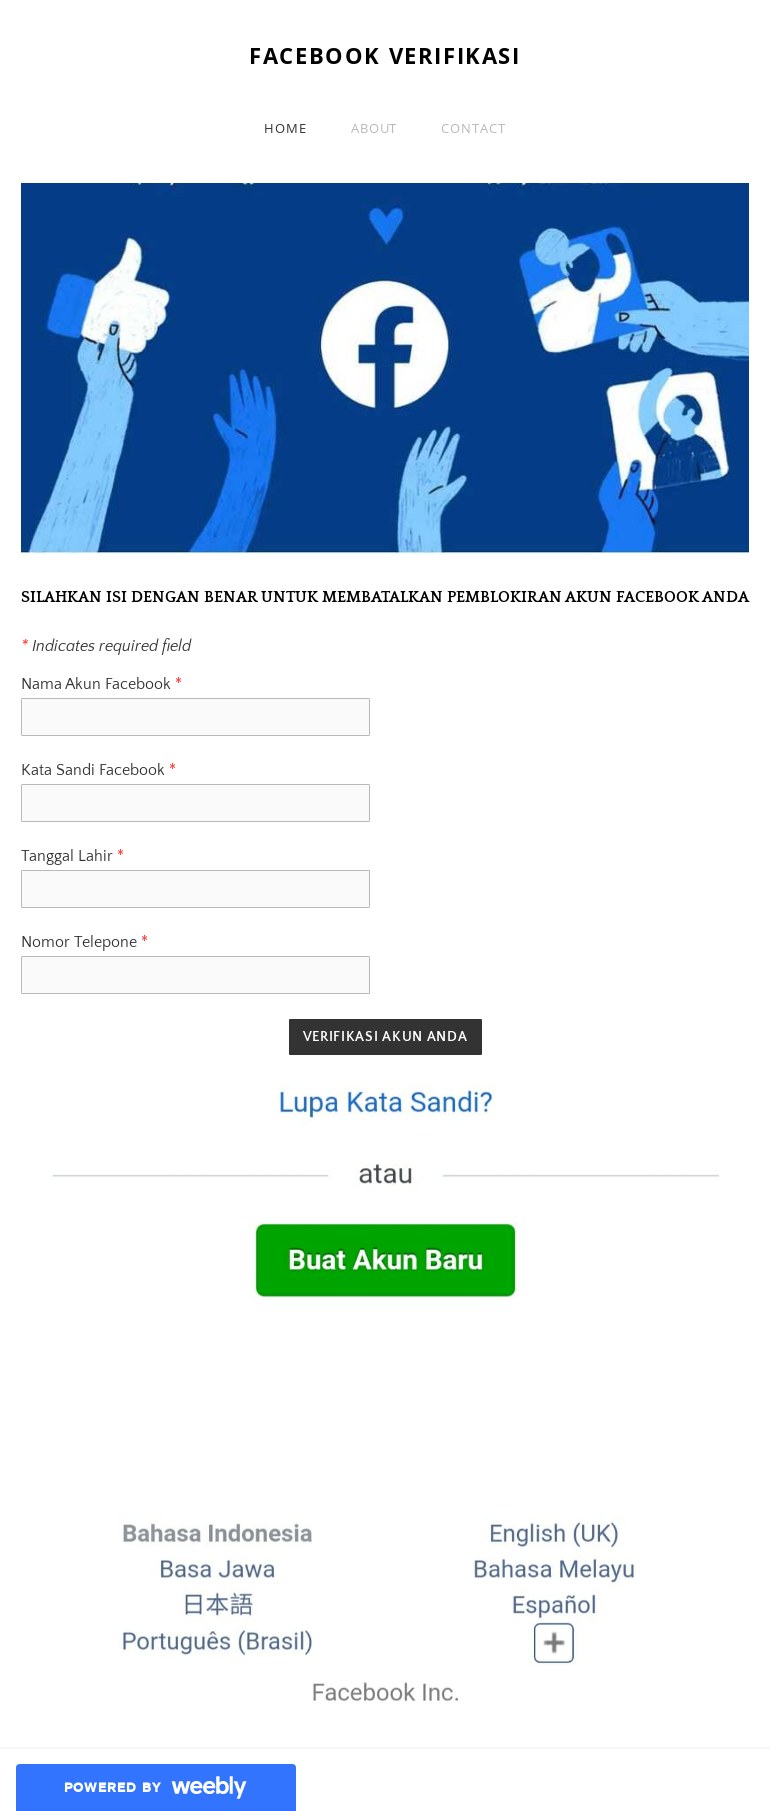 FACEBOOK VERIFIKASI
HOME ABOUT CONTACT
SILAHKAN ISI DENGAN BENAR UNTUK MEMBATALKAN PEMBLOKIRAN AKUN FACEBOOK ANDA
* Indicates required field
Nama Akun Facebook *
Kata Sandi Facebook *
Tanggal Lahir *
Nomor Telepone *
VERIFIKASI AKUN ANDA
Lupa Kata Sandi?
atau
Buat Akun Baru
Bahasa Indonesia English (UK)
Basa Jawa Bahasa Melayu
日本語 Español
Português (Brasil)
Facebook Inc.
POWERED BY weebly